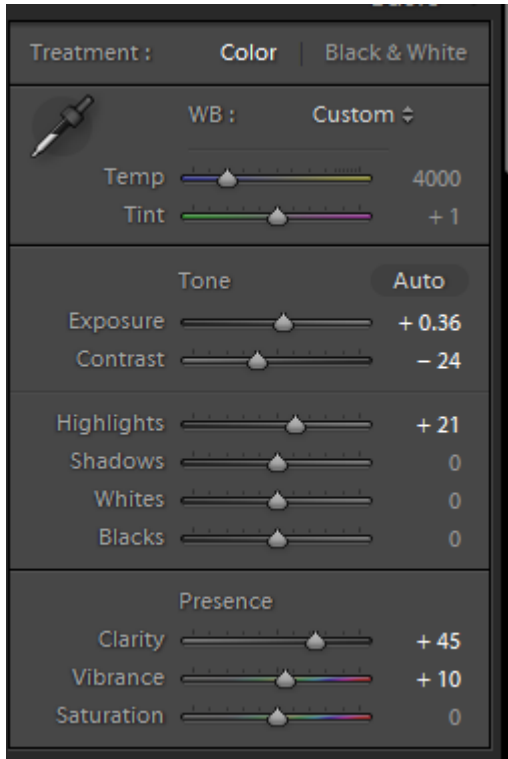 Treatment : Color Black & White
WB : Custom
Temp 4000
Tint + 1
Tone Auto
Exposure + 0.36
Contrast − 24
Highlights + 21
Shadows 0
Whites 0
Blacks 0
Presence
Clarity + 45
Vibrance + 10
Saturation 0